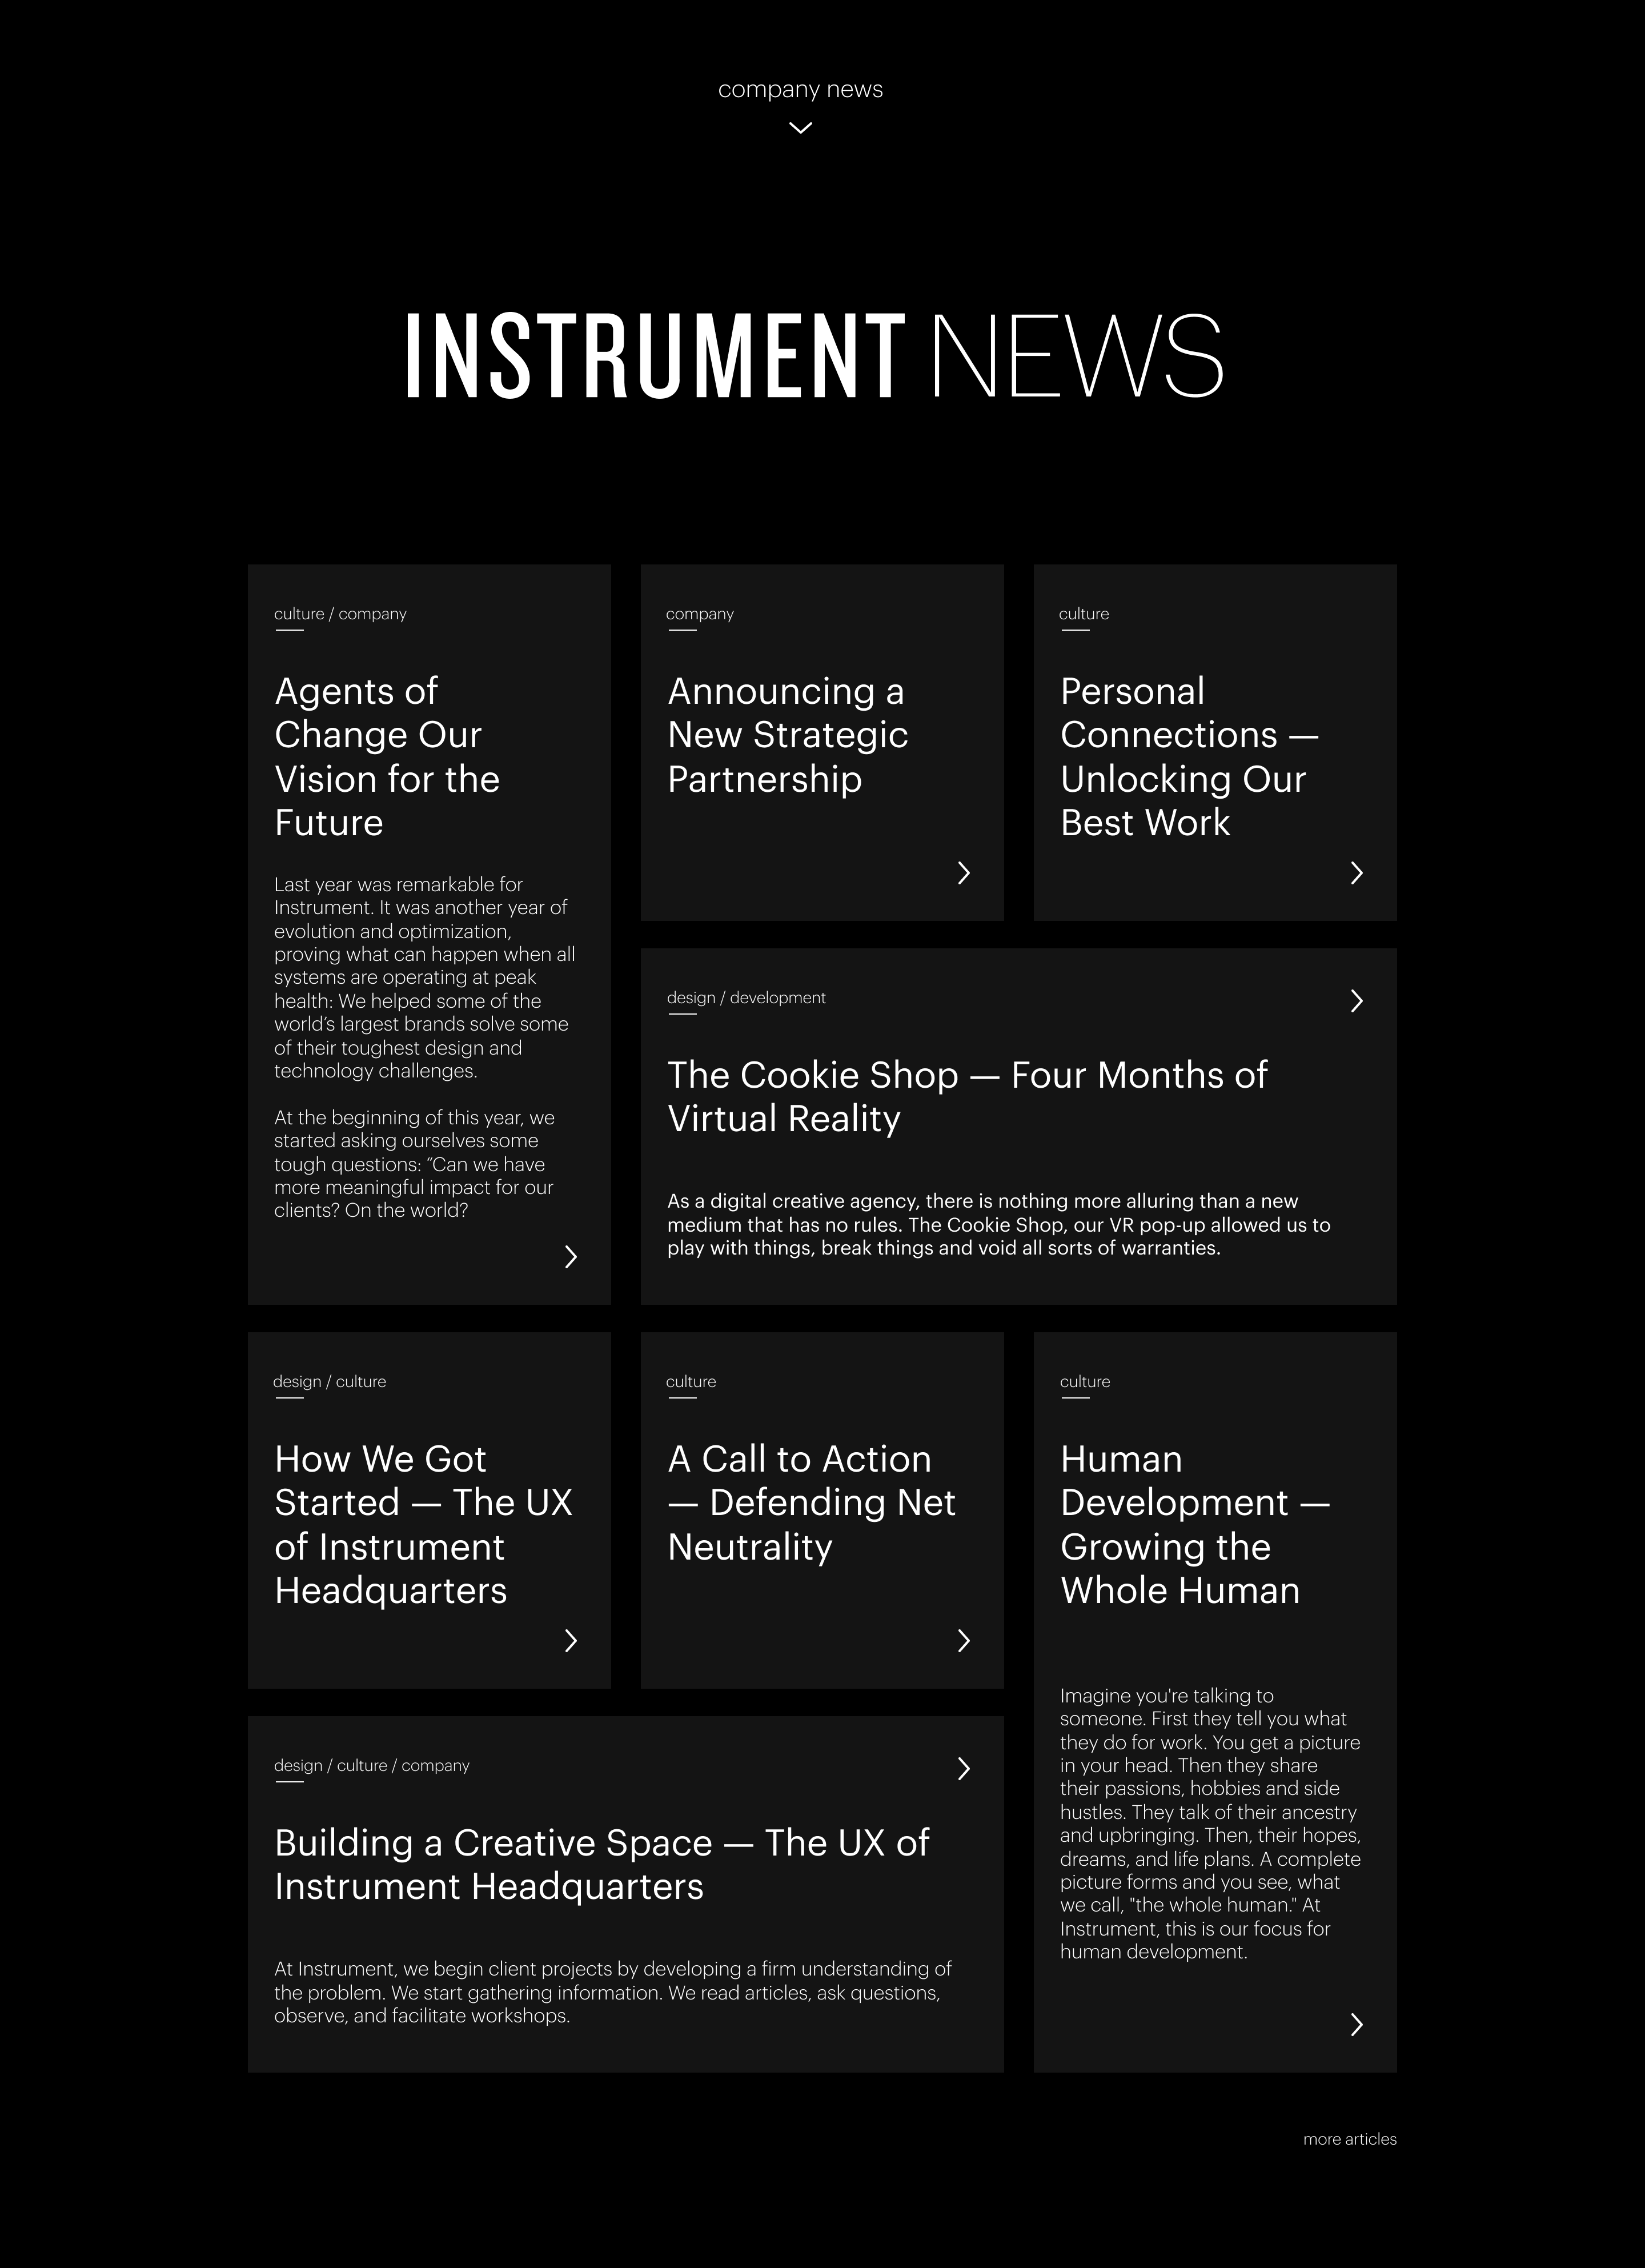 company news
INSTRUMENT NEWS
culture / company
Agents of
Change Our
Vision for the
Future
Last year was remarkable for
Instrument. It was another year of
evolution and optimization,
proving what can happen when all
systems are operating at peak
health: We helped some of the
world’s largest brands solve some
of their toughest design and
technology challenges.
At the beginning of this year, we
started asking ourselves some
tough questions: “Can we have
more meaningful impact for our
clients? On the world?
company
Announcing a
New Strategic
Partnership
culture
Personal
Connections —
Unlocking Our
Best Work
design / development
The Cookie Shop — Four Months of
Virtual Reality
As a digital creative agency, there is nothing more alluring than a new
medium that has no rules. The Cookie Shop, our VR pop-up allowed us to
play with things, break things and void all sorts of warranties.
design / culture
How We Got
Started — The UX
of Instrument
Headquarters
culture
A Call to Action
— Defending Net
Neutrality
culture
Human
Development —
Growing the
Whole Human
Imagine you're talking to
someone. First they tell you what
they do for work. You get a picture
in your head. Then they share
their passions, hobbies and side
hustles. They talk of their ancestry
and upbringing. Then, their hopes,
dreams, and life plans. A complete
picture forms and you see, what
we call, "the whole human." At
Instrument, this is our focus for
human development.
design / culture / company
Building a Creative Space — The UX of
Instrument Headquarters
At Instrument, we begin client projects by developing a firm understanding of
the problem. We start gathering information. We read articles, ask questions,
observe, and facilitate workshops.
more articles